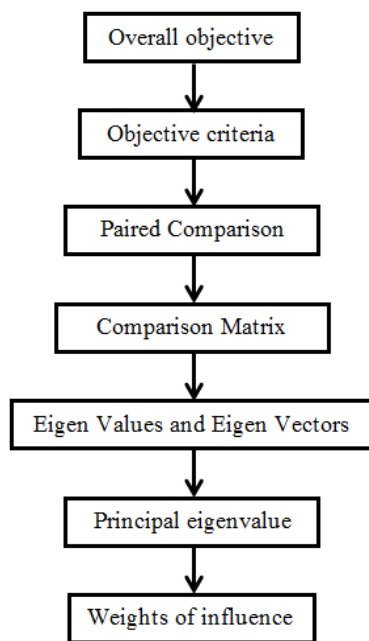 Overall objective
Objective criteria
Paired Comparison
Comparison Matrix
Eigen Values and Eigen Vectors
Principal eigenvalue
Weights of influence